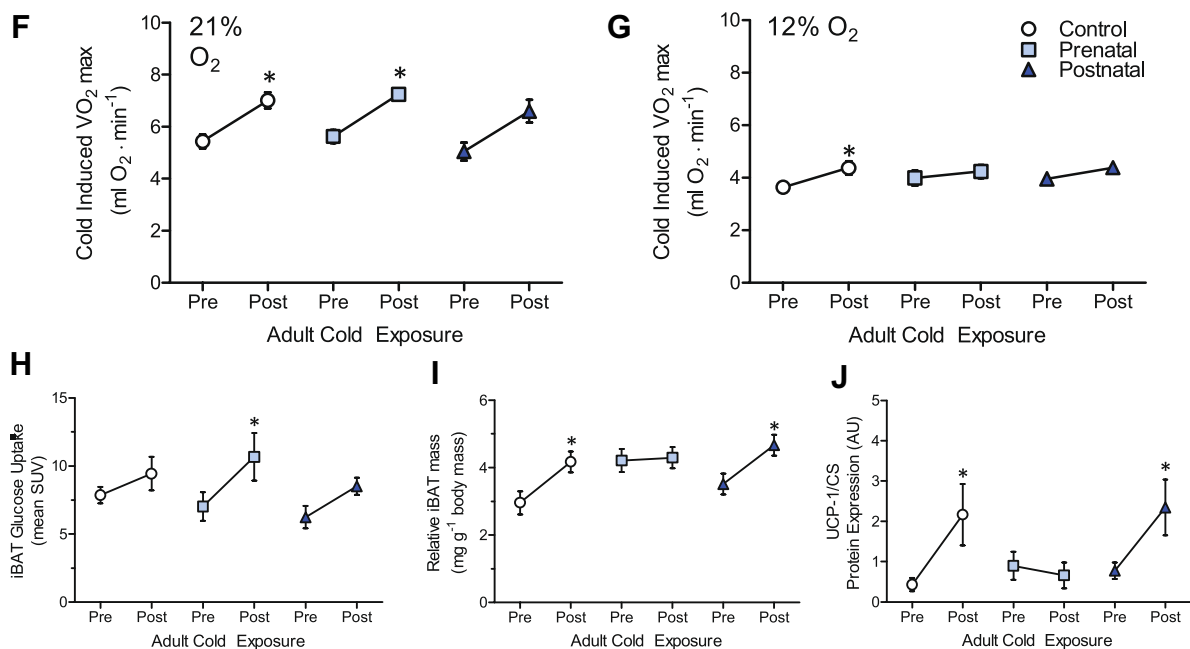 F
21%
O₂
Cold Induced VO₂ max
(ml O₂ · min⁻¹)
10
8
6
4
2
0
*
*
Pre Post Pre Post Pre Post
Adult Cold Exposure
G
12% O₂
Control
Prenatal
Postnatal
Cold Induced VO₂ max
(ml O₂ · min⁻¹)
10
8
6
4
2
0
*
Pre Post Pre Post Pre Post
Adult Cold Exposure
H
iBAT Glucose Uptake
(mean SUV)
15
10
5
0
*
Pre Post Pre Post Pre Post
Adult Cold Exposure
I
Relative iBAT mass
(mg g⁻¹ body mass)
6
4
2
0
*
*
Pre Post Pre Post Pre Post
Adult Cold Exposure
J
UCP-1/CS
Protein Expression (AU)
5
4
3
2
1
0
*
*
Pre Post Pre Post Pre Post
Adult Cold Exposure